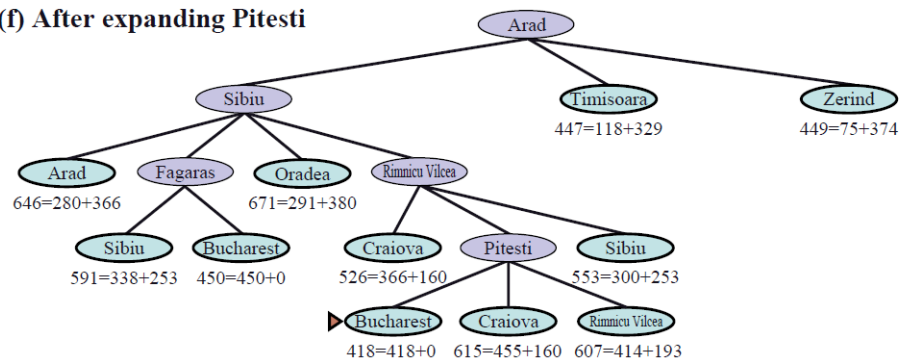 (f) After expanding Pitesti
Arad
Sibiu
Timisoara
Zerind
447=118+329
449=75+374
Arad
Fagaras
Oradea
Rimnicu Vilcea
646=280+366
671=291+380
Sibiu
Bucharest
Craiova
Pitesti
Sibiu
591=338+253
450=450+0
526=366+160
553=300+253
Bucharest
Craiova
Rimnicu Vilcea
418=418+0
615=455+160
607=414+193